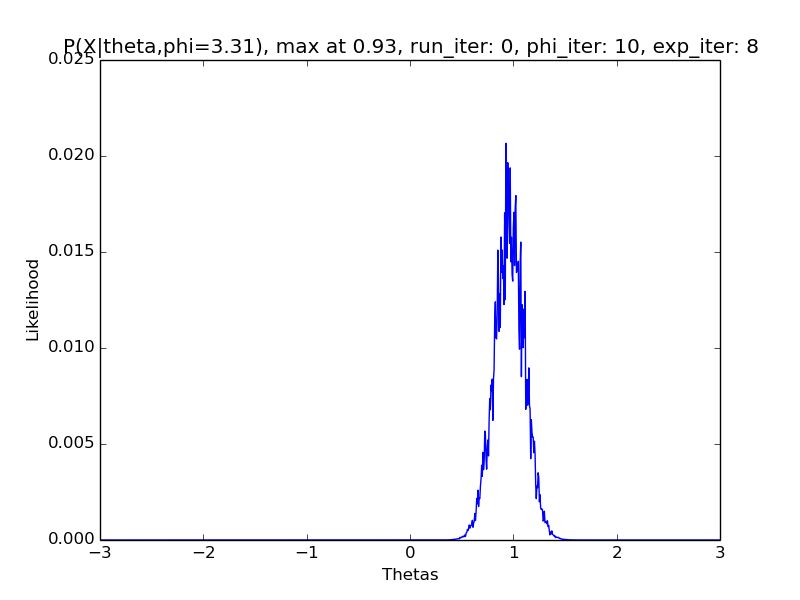 P(X|theta,phi=3.31), max at 0.93, run_iter: 0, phi_iter: 10, exp_iter: 8
0.025
0.020
0.015
0.010
0.005
0.000
Likelihood
−3 −2 −1 0 1 2 3
Thetas